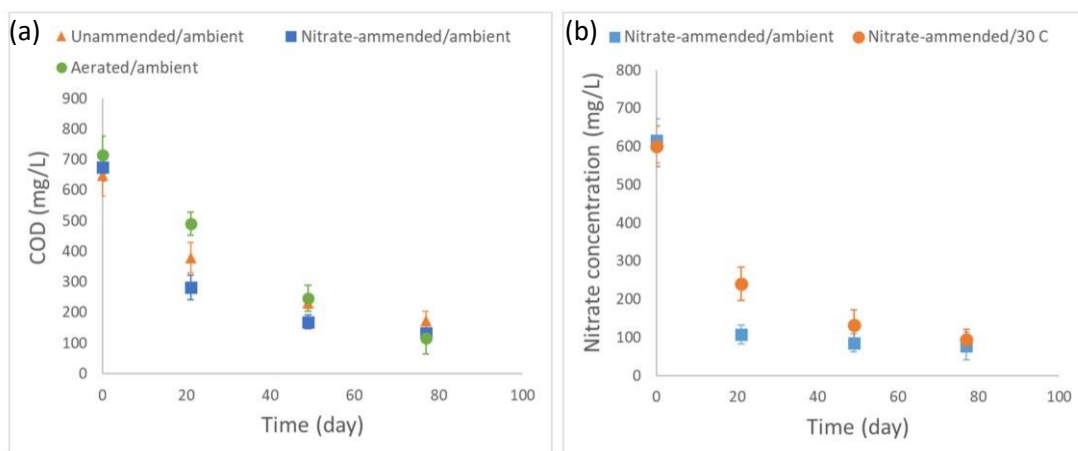 (a)
Unammended/ambient Nitrate-ammended/ambient
Aerated/ambient
900
800
700
600
500
400
300
200
100
0
COD (mg/L)
0 20 40 60 80 100
Time (day)
(b)
Nitrate-ammended/ambient Nitrate-ammended/30 C
800
700
600
500
400
300
200
100
0
Nitrate concentration (mg/L)
0 20 40 60 80 100
Time (day)